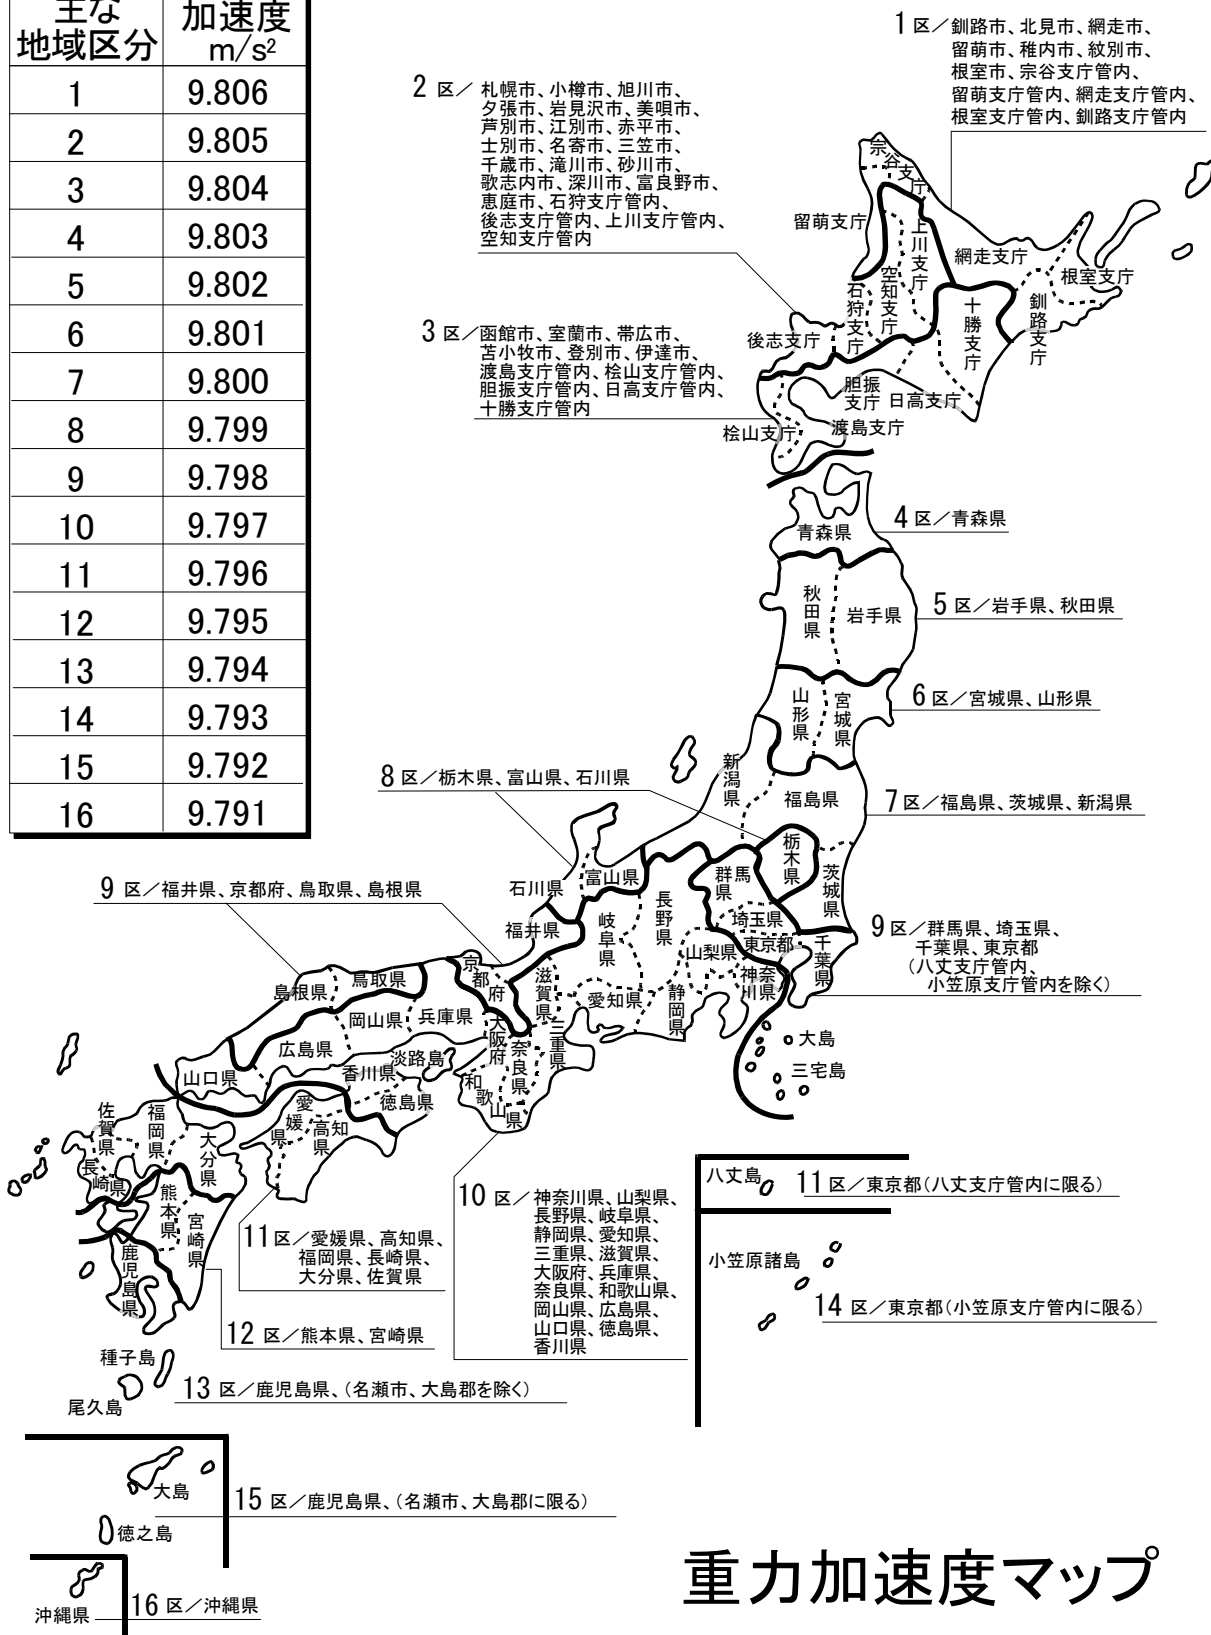 主な
地域区分
加速度
m/s²
1 9.806
2 9.805
3 9.804
4 9.803
5 9.802
6 9.801
7 9.800
8 9.799
9 9.798
10 9.797
11 9.796
12 9.795
13 9.794
14 9.793
15 9.792
16 9.791
1 区／釧路市、北見市、網走市、
留萌市、稚内市、紋別市、
根室市、宗谷支庁管内、
留萌支庁管内、網走支庁管内、
根室支庁管内、釧路支庁管内
2 区／ 札幌市、小樽市、旭川市、
夕張市、岩見沢市、美唄市、
芦別市、江別市、赤平市、
士別市、名寄市、三笠市、
千歳市、滝川市、砂川市、
歌志内市、深川市、富良野市、
恵庭市、石狩支庁管内、
後志支庁管内、上川支庁管内、
空知支庁管内
3 区／函館市、室蘭市、帯広市、
苫小牧市、登別市、伊達市、
渡島支庁管内、桧山支庁管内、
胆振支庁管内、日高支庁管内、
十勝支庁管内
宗谷支庁
留萌支庁
上川支庁
網走支庁
根室支庁
空知支庁
石狩支庁
十勝支庁
釧路支庁
後志支庁
胆振
支庁
日高支庁
桧山支庁
渡島支庁
青森県
4 区／青森県
秋田県
岩手県
5 区／岩手県、秋田県
山形県
宮城県
6 区／宮城県、山形県
新潟県
福島県
7 区／福島県、茨城県、新潟県
8 区／栃木県、富山県、石川県
栃木県
茨城県
群馬
県
富山県
石川県
長野県
埼玉県
9 区／福井県、京都府、鳥取県、島根県
福井県
岐阜県
山梨県
東京都
千葉県
神奈
川県
9 区／群馬県、埼玉県、
千葉県、東京都
（八丈支庁管内、
小笠原支庁管内を除く）
京都府
滋賀県
愛知県
静岡県
鳥取県
島根県
岡山県
兵庫県
大阪府
奈良県
三重県
広島県
淡路島
香川県
山口県
和歌山県
徳島県
愛媛県
高知
県
大島
三宅島
佐賀県
福岡県
大分県
長崎県
熊本県
宮崎県
鹿児島県
八丈島
11 区／東京都（八丈支庁管内に限る）
小笠原諸島
14 区／東京都（小笠原支庁管内に限る）
10 区／神奈川県、山梨県、
長野県、岐阜県、
静岡県、愛知県、
三重県、滋賀県、
大阪府、兵庫県、
奈良県、和歌山県、
岡山県、広島県、
山口県、徳島県、
香川県
11 区／愛媛県、高知県、
福岡県、長崎県、
大分県、佐賀県
12 区／熊本県、宮崎県
種子島
尾久島
13 区／鹿児島県、（名瀬市、大島郡を除く）
大島
徳之島
15 区／鹿児島県、（名瀬市、大島郡に限る）
沖縄県
16 区／沖縄県
重力加速度マップ